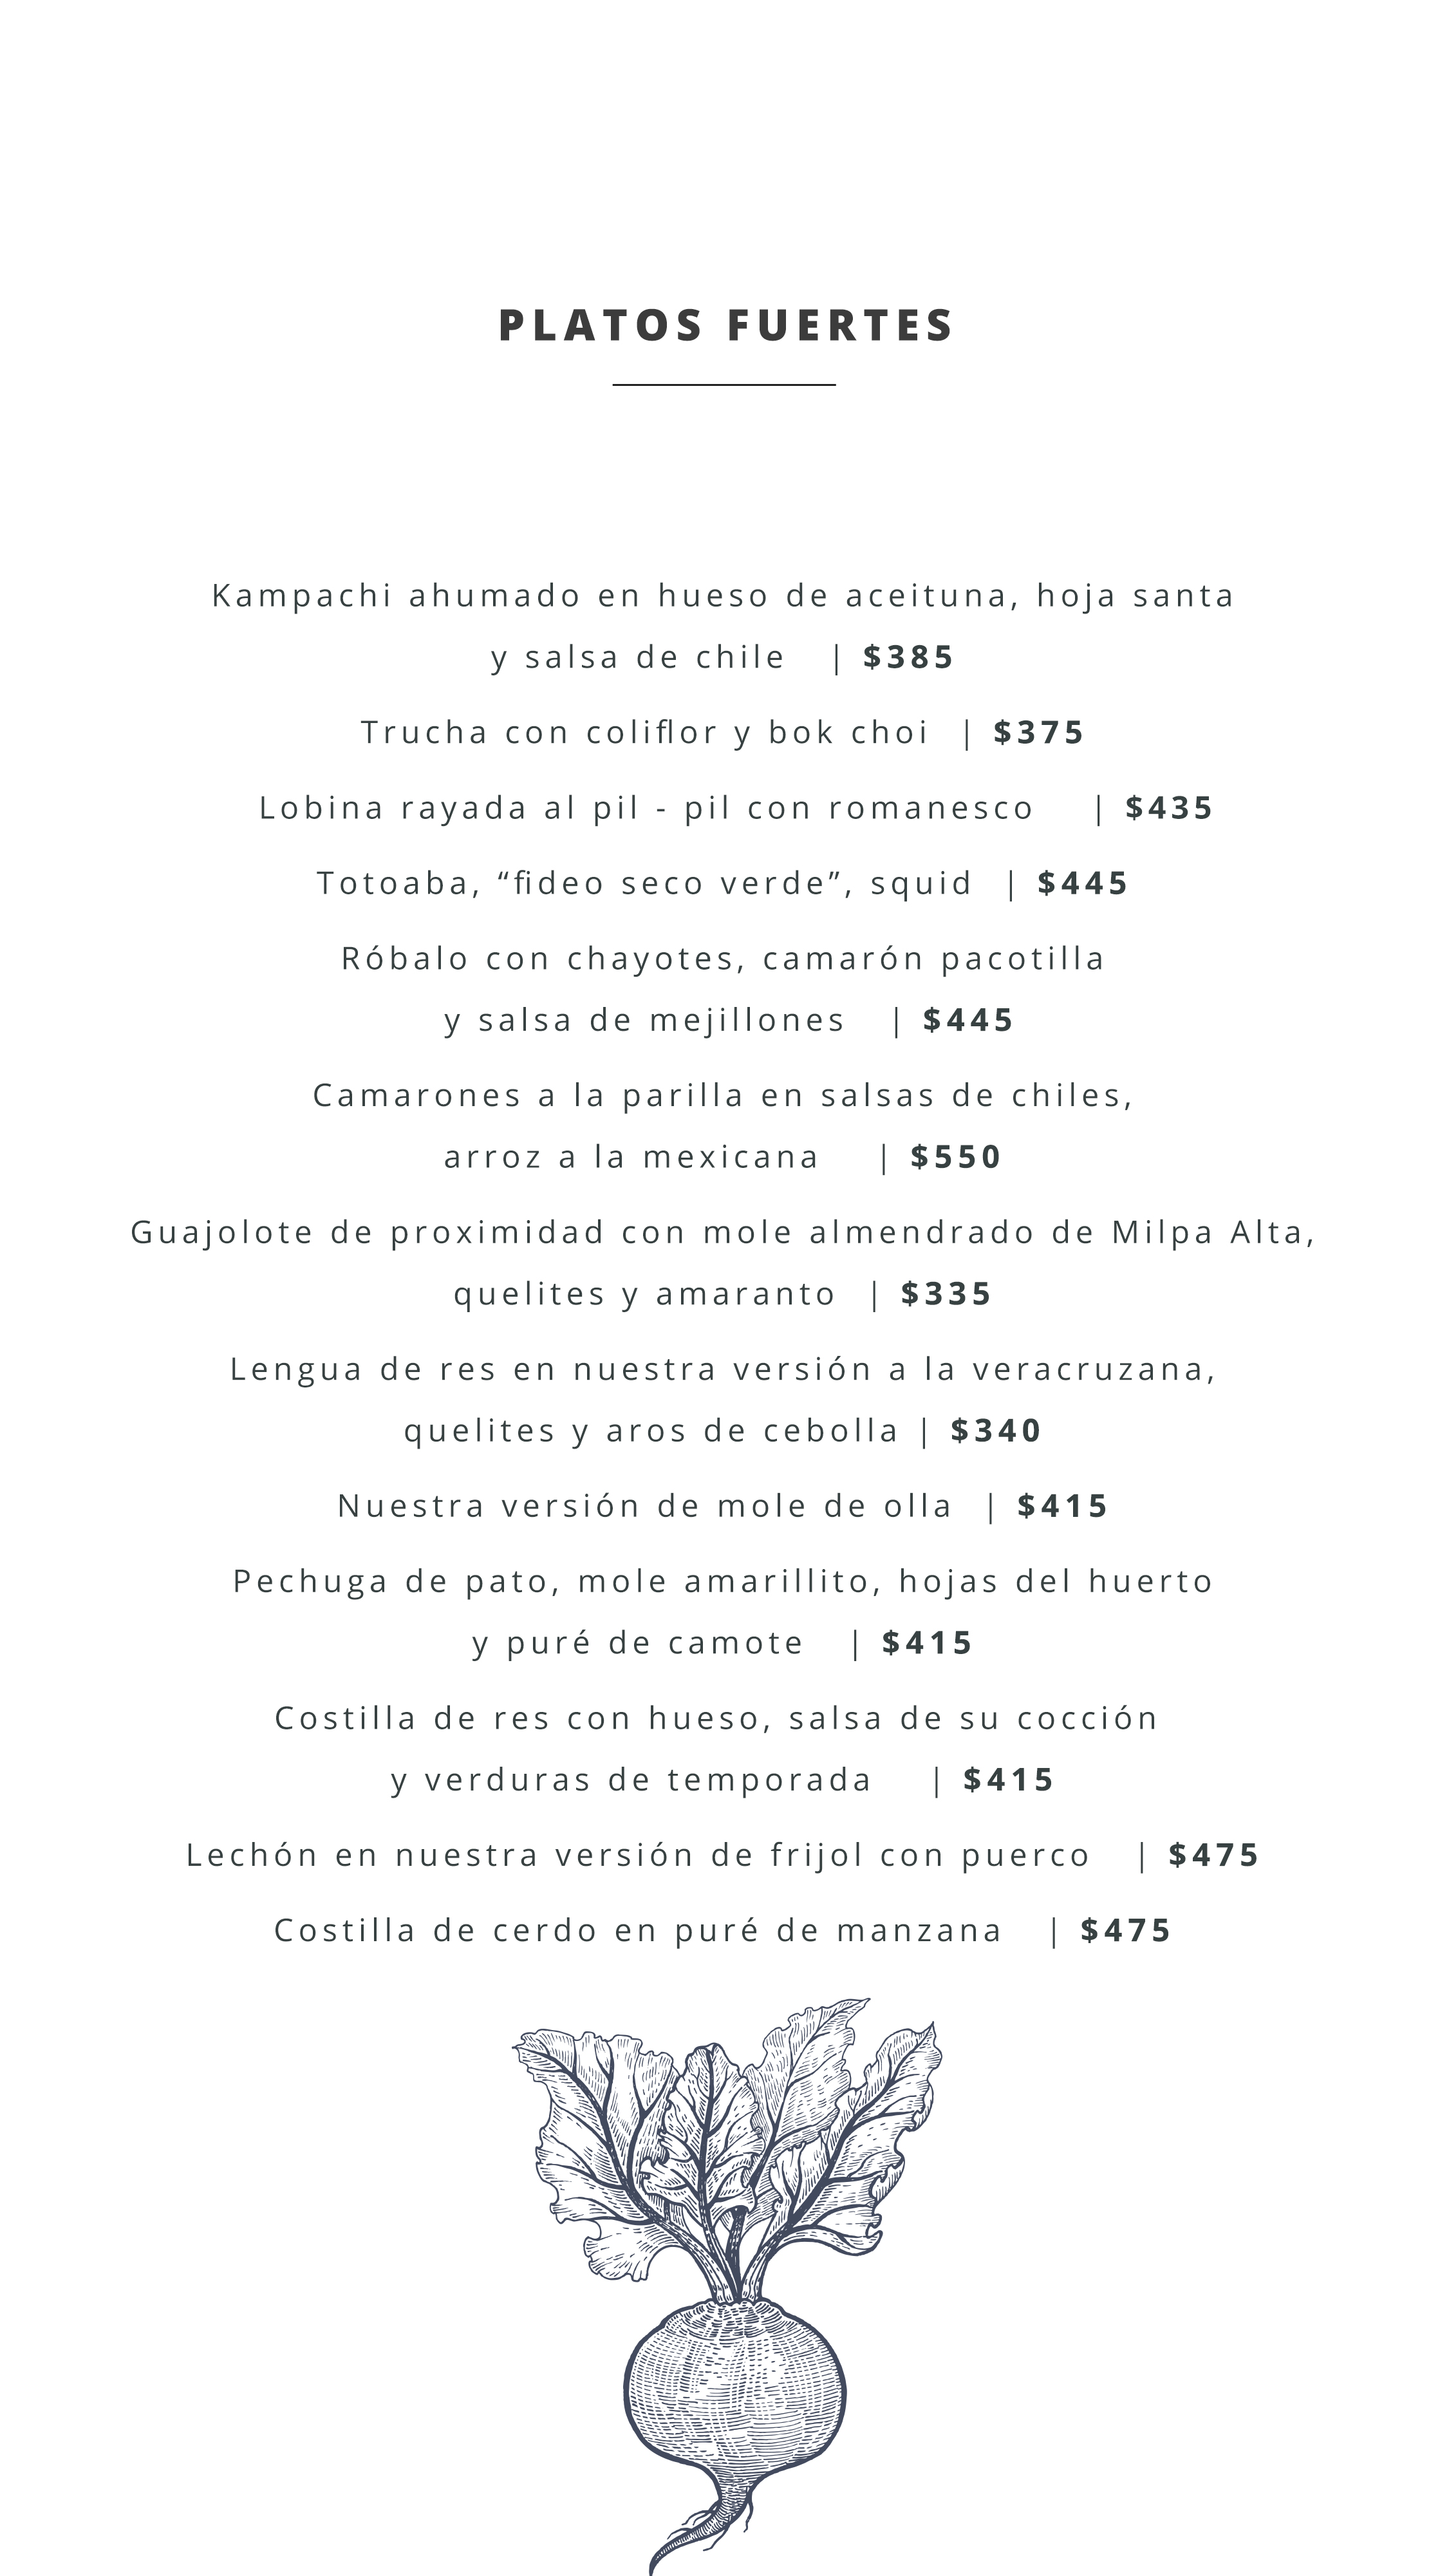 PLATOS FUERTES
Kampachi ahumado en hueso de aceituna, hoja santa
y salsa de chile | $385
Trucha con coliflor y bok choi | $375
Lobina rayada al pil - pil con romanesco | $435
Totoaba, “fideo seco verde”, squid | $445
Róbalo con chayotes, camarón pacotilla
y salsa de mejillones | $445
Camarones a la parilla en salsas de chiles,
arroz a la mexicana | $550
Guajolote de proximidad con mole almendrado de Milpa Alta,
quelites y amaranto | $335
Lengua de res en nuestra versión a la veracruzana,
quelites y aros de cebolla | $340
Nuestra versión de mole de olla | $415
Pechuga de pato, mole amarillito, hojas del huerto
y puré de camote | $415
Costilla de res con hueso, salsa de su cocción
y verduras de temporada | $415
Lechón en nuestra versión de frijol con puerco | $475
Costilla de cerdo en puré de manzana | $475